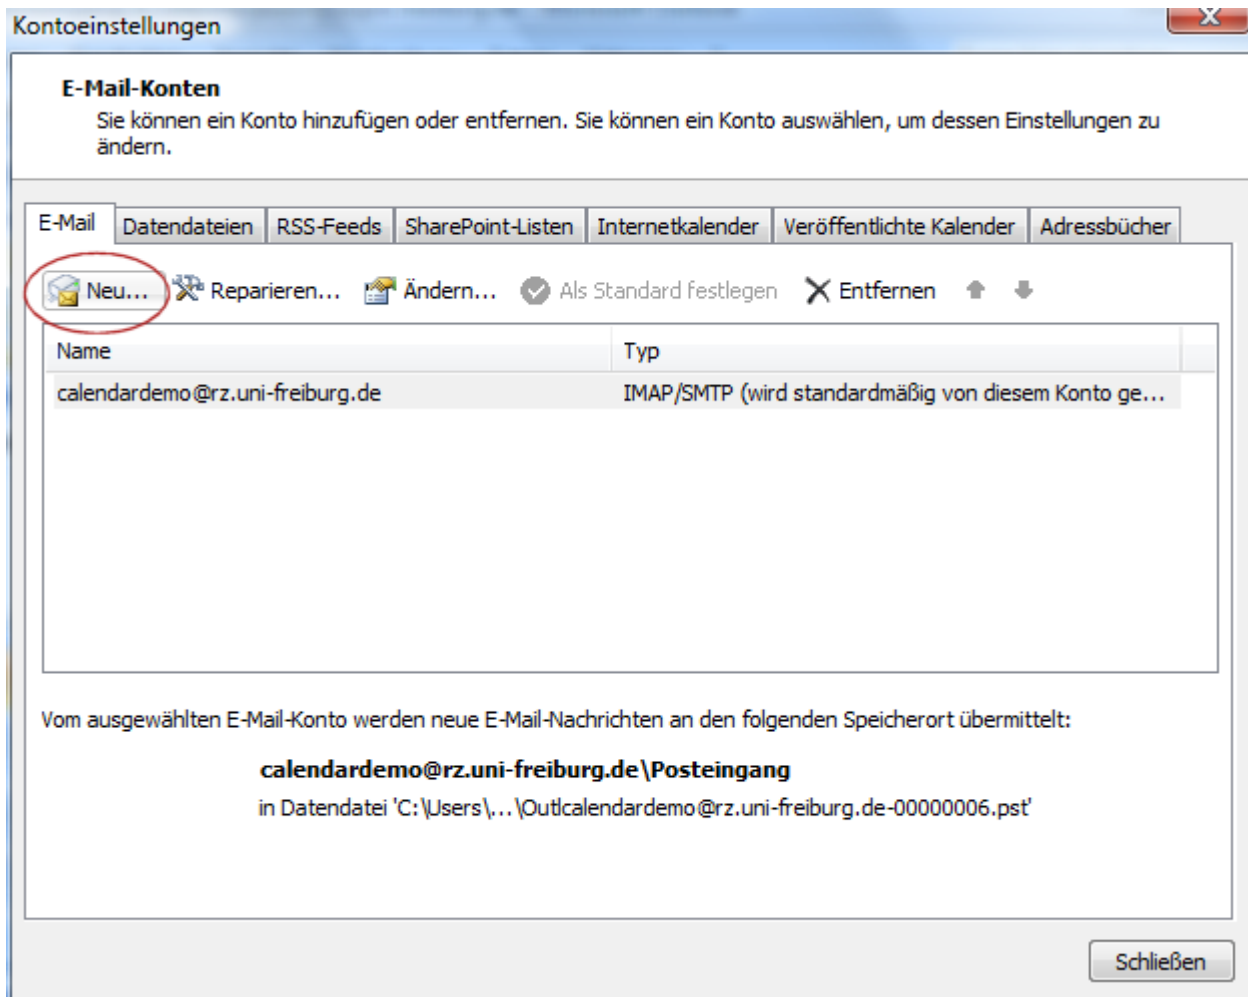 Kontoeinstellungen
E-Mail-Konten
Sie können ein Konto hinzufügen oder entfernen. Sie können ein Konto auswählen, um dessen Einstellungen zu
ändern.
E-Mail Datendateien RSS-Feeds SharePoint-Listen Internetkalender Veröffentlichte Kalender Adressbücher
Neu... Reparieren... Ändern... Als Standard festlegen Entfernen
Name Typ
calendardemo@rz.uni-freiburg.de IMAP/SMTP (wird standardmäßig von diesem Konto ge...
Vom ausgewählten E-Mail-Konto werden neue E-Mail-Nachrichten an den folgenden Speicherort übermittelt:
calendardemo@rz.uni-freiburg.de\Posteingang
in Datendatei 'C:\Users\...\Outlcalendardemo@rz.uni-freiburg.de-00000006.pst'
Schließen